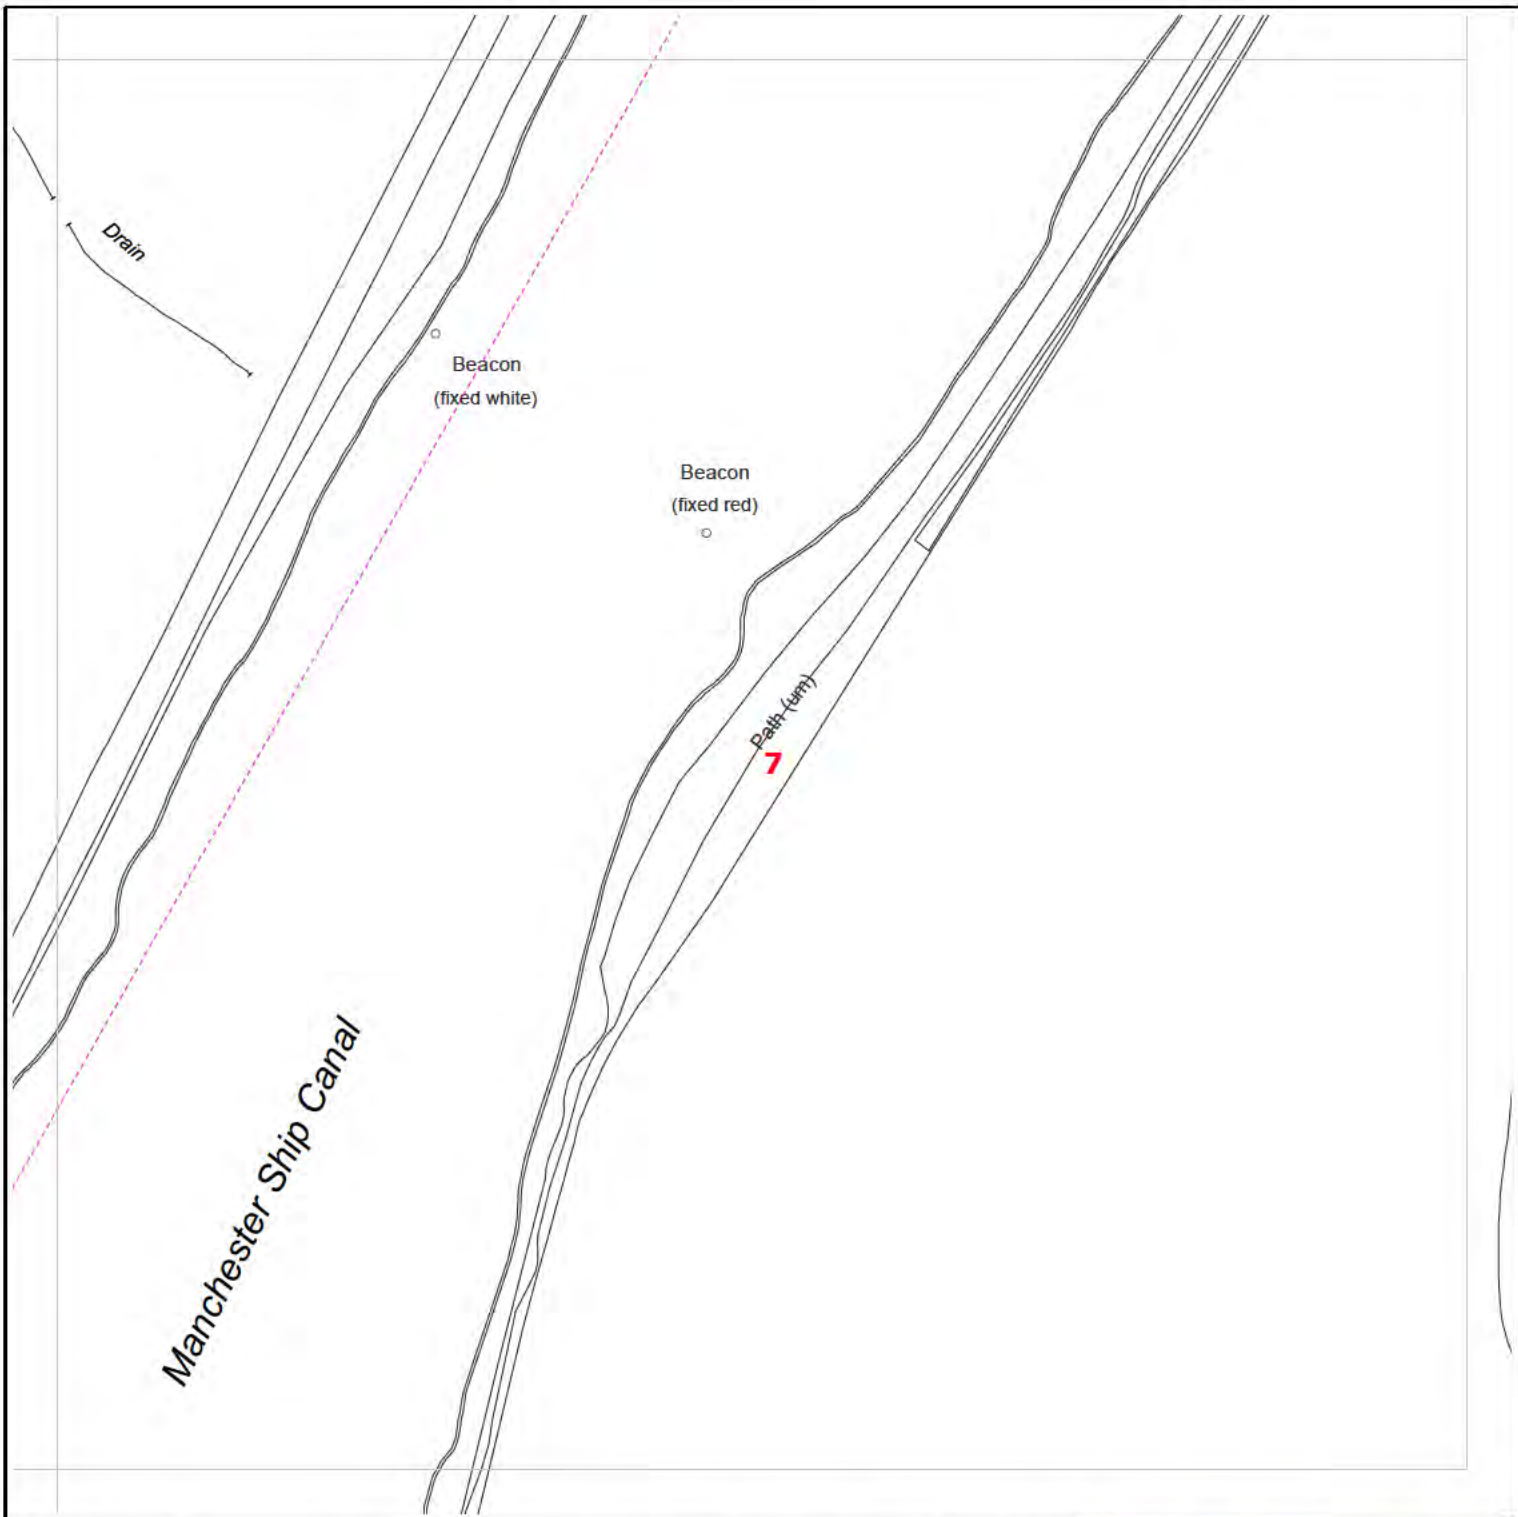 Drain
Beacon
(fixed white)
Beacon
(fixed red)
Path (um)
7
Manchester Ship Canal